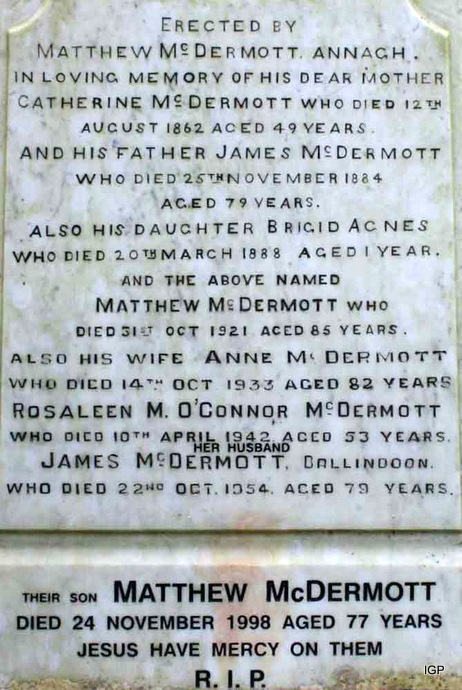 ERECTED BY
MATTHEW McDERMOTT. ANNAGH.
IN LOVING MEMORY OF HIS DEAR MOTHER
CATHERINE McDERMOTT WHO DIED 12TH
AUGUST 1862 AGED 49 YEARS.
AND HIS FATHER JAMES McDERMOTT
WHO DIED 25TH NOVEMBER 1884
AGED 79 YEARS.
ALSO HIS DAUGHTER BRIGID AGNES
WHO DIED 20TH MARCH 1888 AGED 1 YEAR.
AND THE ABOVE NAMED
MATTHEW McDERMOTT WHO
DIED 31ST OCT 1921 AGED 85 YEARS.
ALSO HIS WIFE ANNE McDERMOTT
WHO DIED 14TH OCT 1933 AGED 82 YEARS
ROSALEEN M. O'CONNOR McDERMOTT
WHO DIED 10TH APRIL 1942 AGED 53 YEARS.
HER HUSBAND
JAMES McDERMOTT, DOLLINDOON.
WHO DIED 22ND OCT. 1954. AGED 79 YEARS.
THEIR SON MATTHEW McDERMOTT
DIED 24 NOVEMBER 1998 AGED 77 YEARS
JESUS HAVE MERCY ON THEM
R.I.P.
IGP